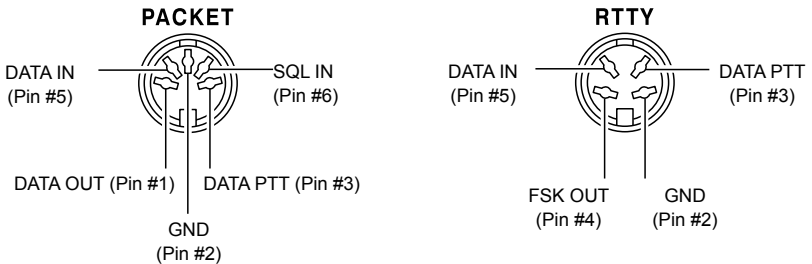 PACKET
DATA IN
(Pin #5)
SQL IN
(Pin #6)
DATA OUT (Pin #1)
DATA PTT (Pin #3)
GND
(Pin #2)
RTTY
DATA IN
(Pin #5)
DATA PTT
(Pin #3)
FSK OUT
(Pin #4)
GND
(Pin #2)